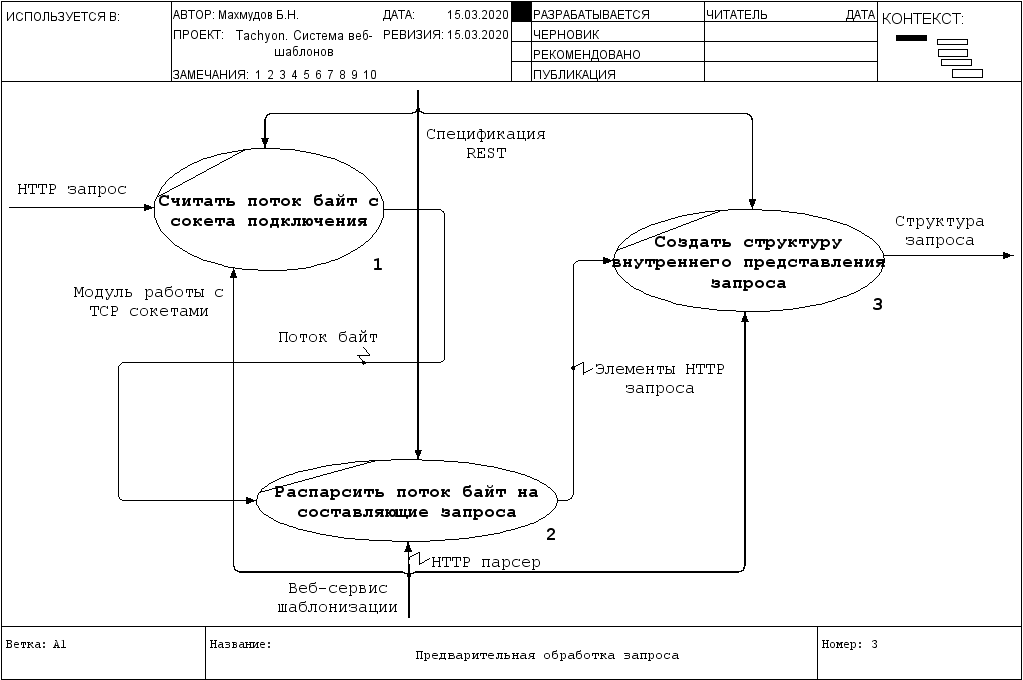 ИСПОЛЬЗУЕТСЯ В:
АВТОР: Махмудов Б.Н.
ДАТА: 15.03.2020
ПРОЕКТ: Tachyon. Система веб-
шаблонов
РЕВИЗИЯ: 15.03.2020
ЗАМЕЧАНИЯ: 1 2 3 4 5 6 7 8 9 10
РАЗРАБАТЫВАЕТСЯ
ЧЕРНОВИК
РЕКОМЕНДОВАНО
ПУБЛИКАЦИЯ
ЧИТАТЕЛЬ ДАТА
КОНТЕКСТ:
Спецификация
REST
HTTP запрос
Считать поток байт с
сокета подключения
1
Структура
запроса
Создать структуру
внутреннего представления
запроса
3
Модуль работы с
TCP сокетами
Поток байт
Элементы HTTP
запроса
Распарсить поток байт на
составляющие запроса
2
HTTP парсер
Веб-сервис
шаблонизации
Ветка: A1
Название:
Предварительная обработка запроса
Номер: 3